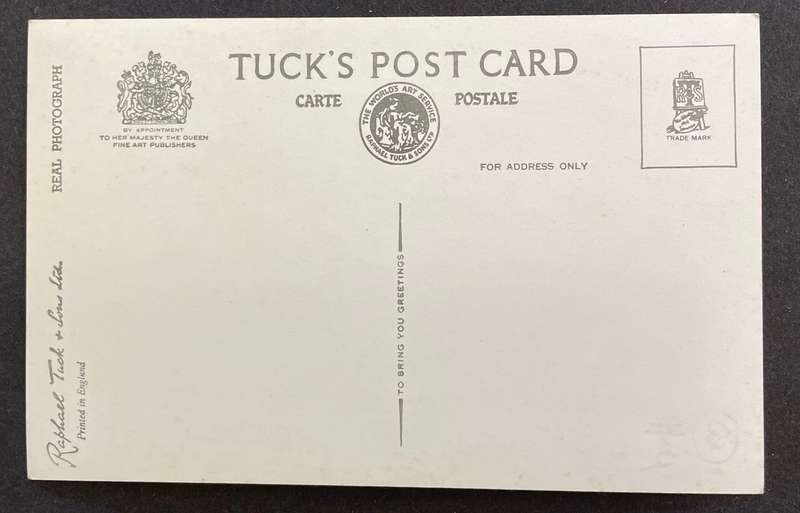 TUCK'S POST CARD
CARTE POSTALE
THE WORLD'S ART SERVICE
RAPHAEL TUCK & SONS LTD
BY APPOINTMENT
TO HER MAJESTY THE QUEEN
FINE ART PUBLISHERS
FOR ADDRESS ONLY
TRADE MARK
REAL PHOTOGRAPH
Raphael Tuck & Sons Ltd.
Printed in England
TO BRING YOU GREETINGS